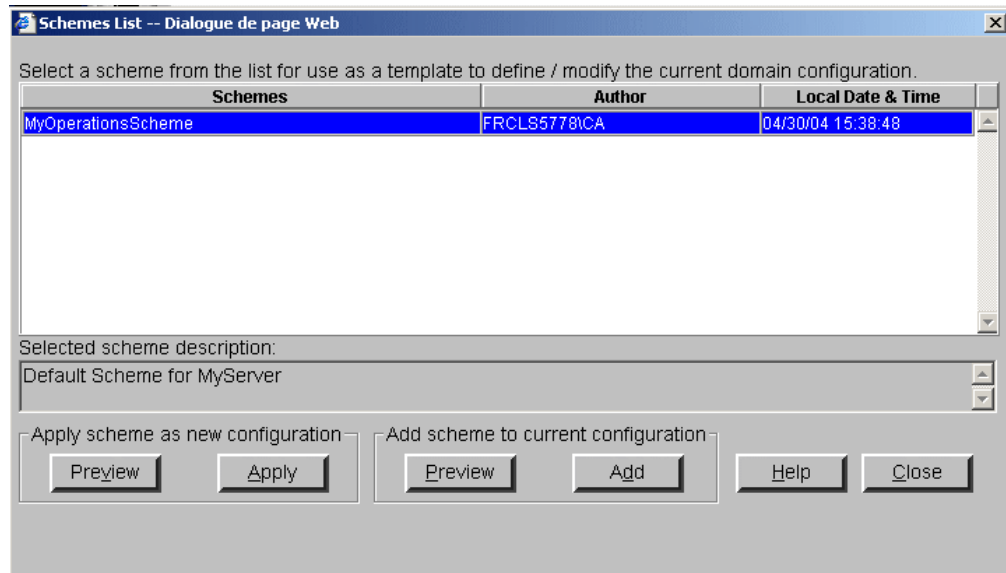 Schemes List -- Dialogue de page Web
Select a scheme from the list for use as a template to define / modify the current domain configuration.
Schemes Author Local Date & Time
MyOperationsScheme FRCLS5778\CA 04/30/04 15:38:48
Selected scheme description:
Default Scheme for MyServer
Apply scheme as new configuration Add scheme to current configuration
Preview Apply Preview Add Help Close